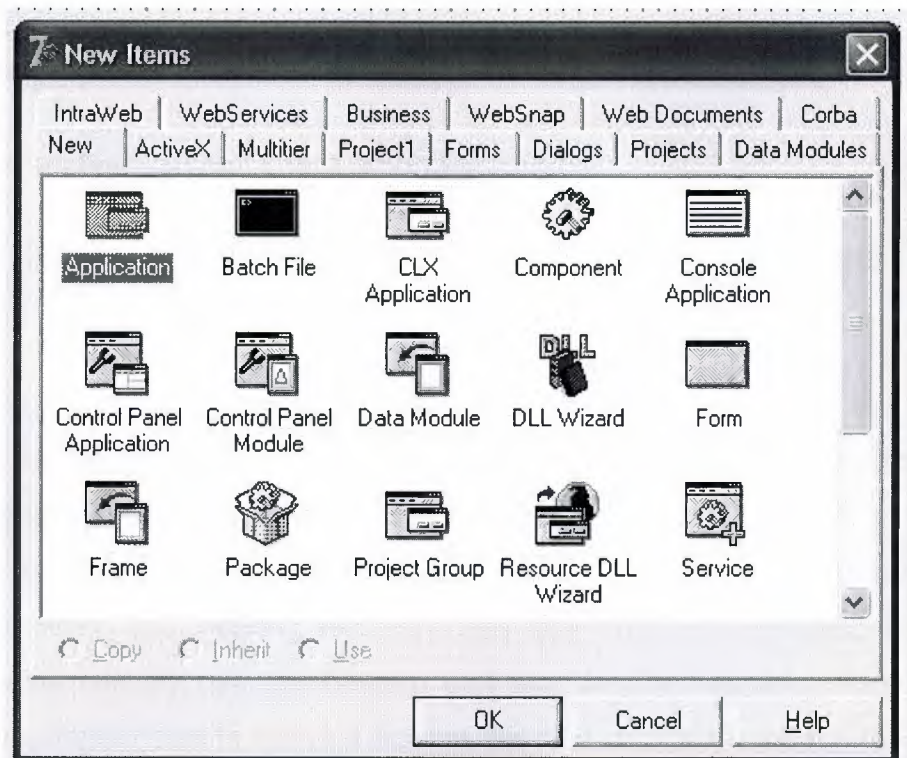 7 New Items
IntraWeb WebServices Business WebSnap Web Documents Corba
New ActiveX Multitier Project1 Forms Dialogs Projects Data Modules
Application Batch File CLX Application Component Console Application
Control Panel Application Control Panel Module Data Module DLL Wizard Form
Frame Package Project Group Resource DLL Wizard Service
Copy Inherit Use
OK Cancel Help